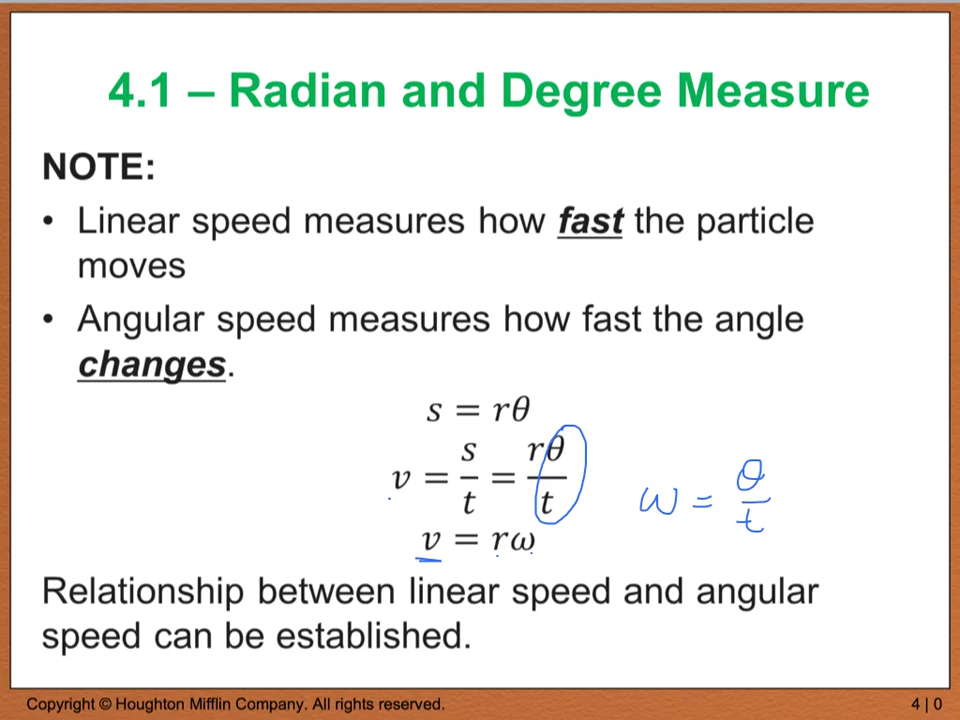 4.1 – Radian and Degree Measure
NOTE:
• Linear speed measures how fast the particle
moves
• Angular speed measures how fast the angle
changes.
s = rθ
v = s/t = rθ/t
ω = θ/t
v = rω
Relationship between linear speed and angular
speed can be established.
Copyright © Houghton Mifflin Company. All rights reserved.
4 | 0